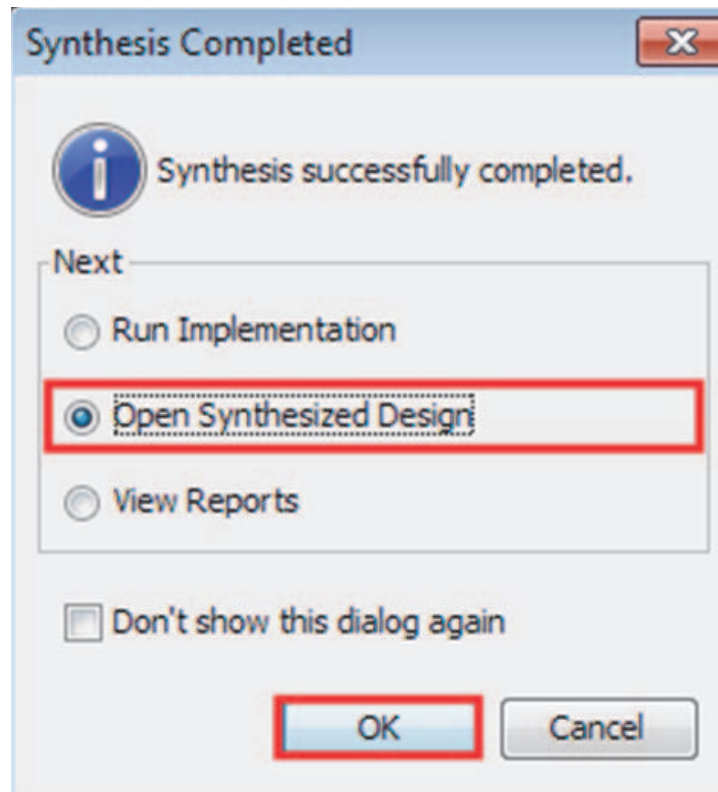 Synthesis Completed
Synthesis successfully completed.
Next
Run Implementation
Open Synthesized Design
View Reports
Don't show this dialog again
OK
Cancel